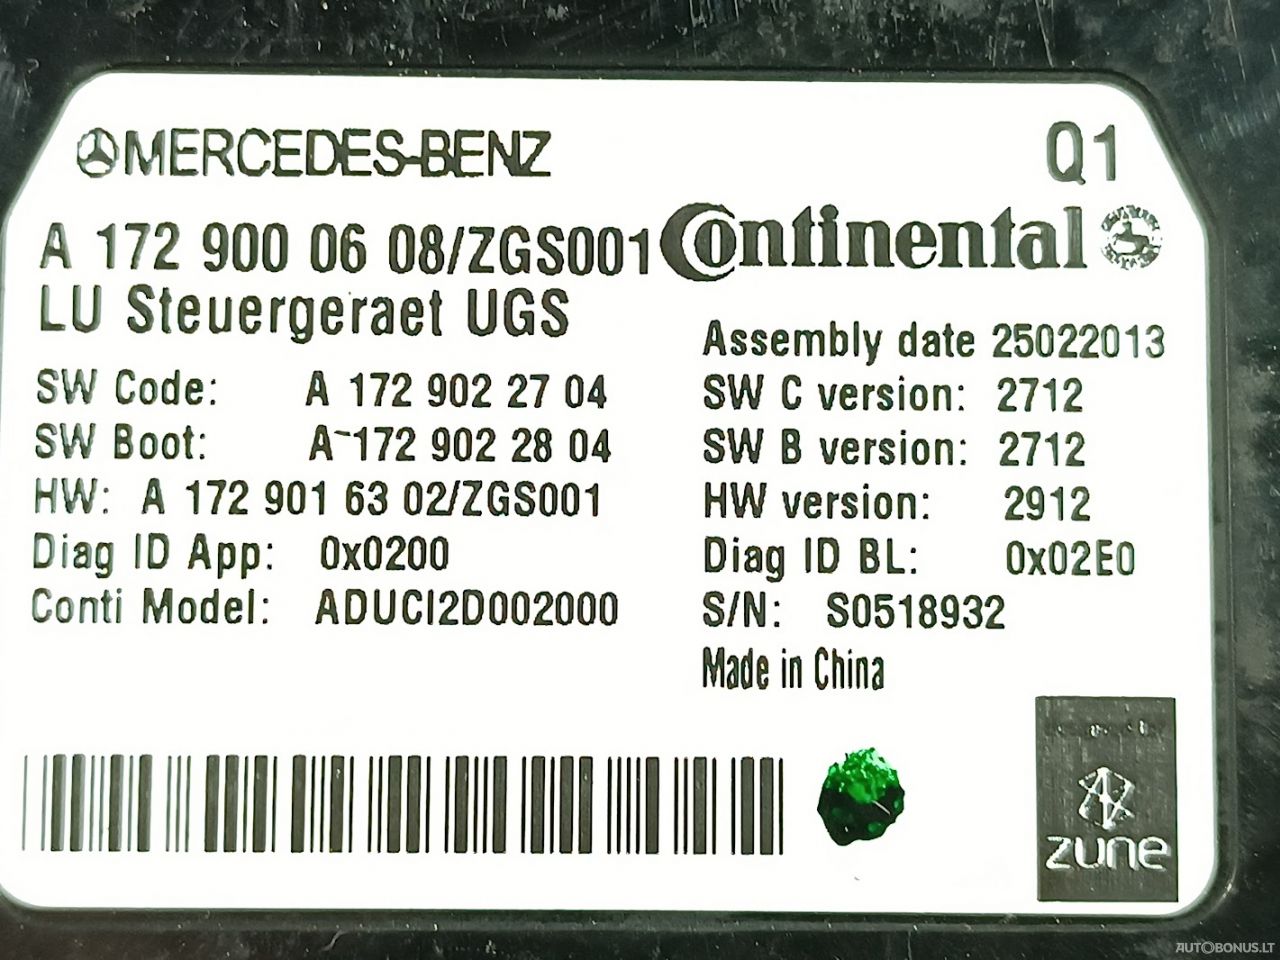 MERCEDES-BENZ
Q1
A 172 900 06 08/ZGS001
Continental
LU Steuergeraet UGS
Assembly date 25022013
SW Code: A 172 902 27 04
SW C version: 2712
SW Boot: A 172 902 28 04
SW B version: 2712
HW: A 172 901 63 02/ZGS001
HW version: 2912
Diag ID App: 0x0200
Diag ID BL: 0x02E0
Conti Model: ADUCI2D002000
S/N: S0518932
Made in China
zune
AUTOBONUS.LT